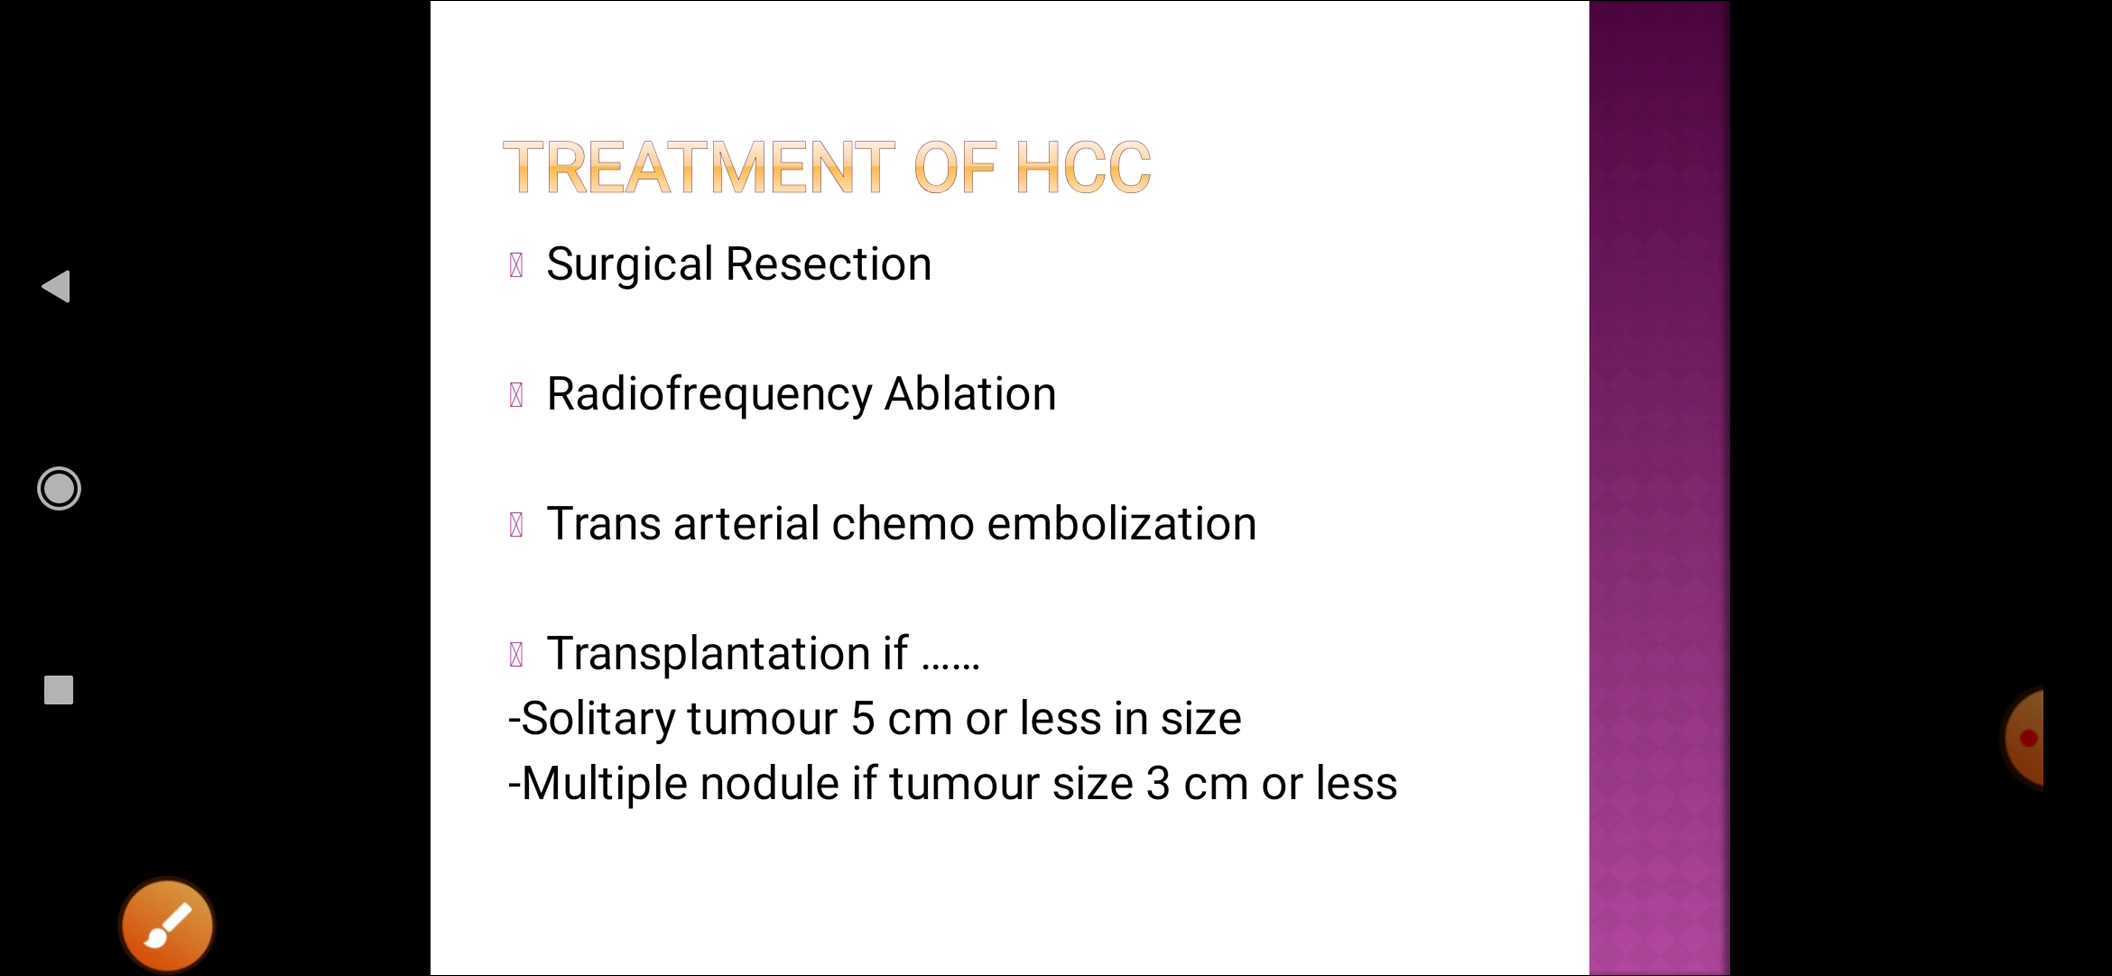 TREATMENT OF HCC
Surgical Resection
Radiofrequency Ablation
Trans arterial chemo embolization
Transplantation if ......
-Solitary tumour 5 cm or less in size
-Multiple nodule if tumour size 3 cm or less